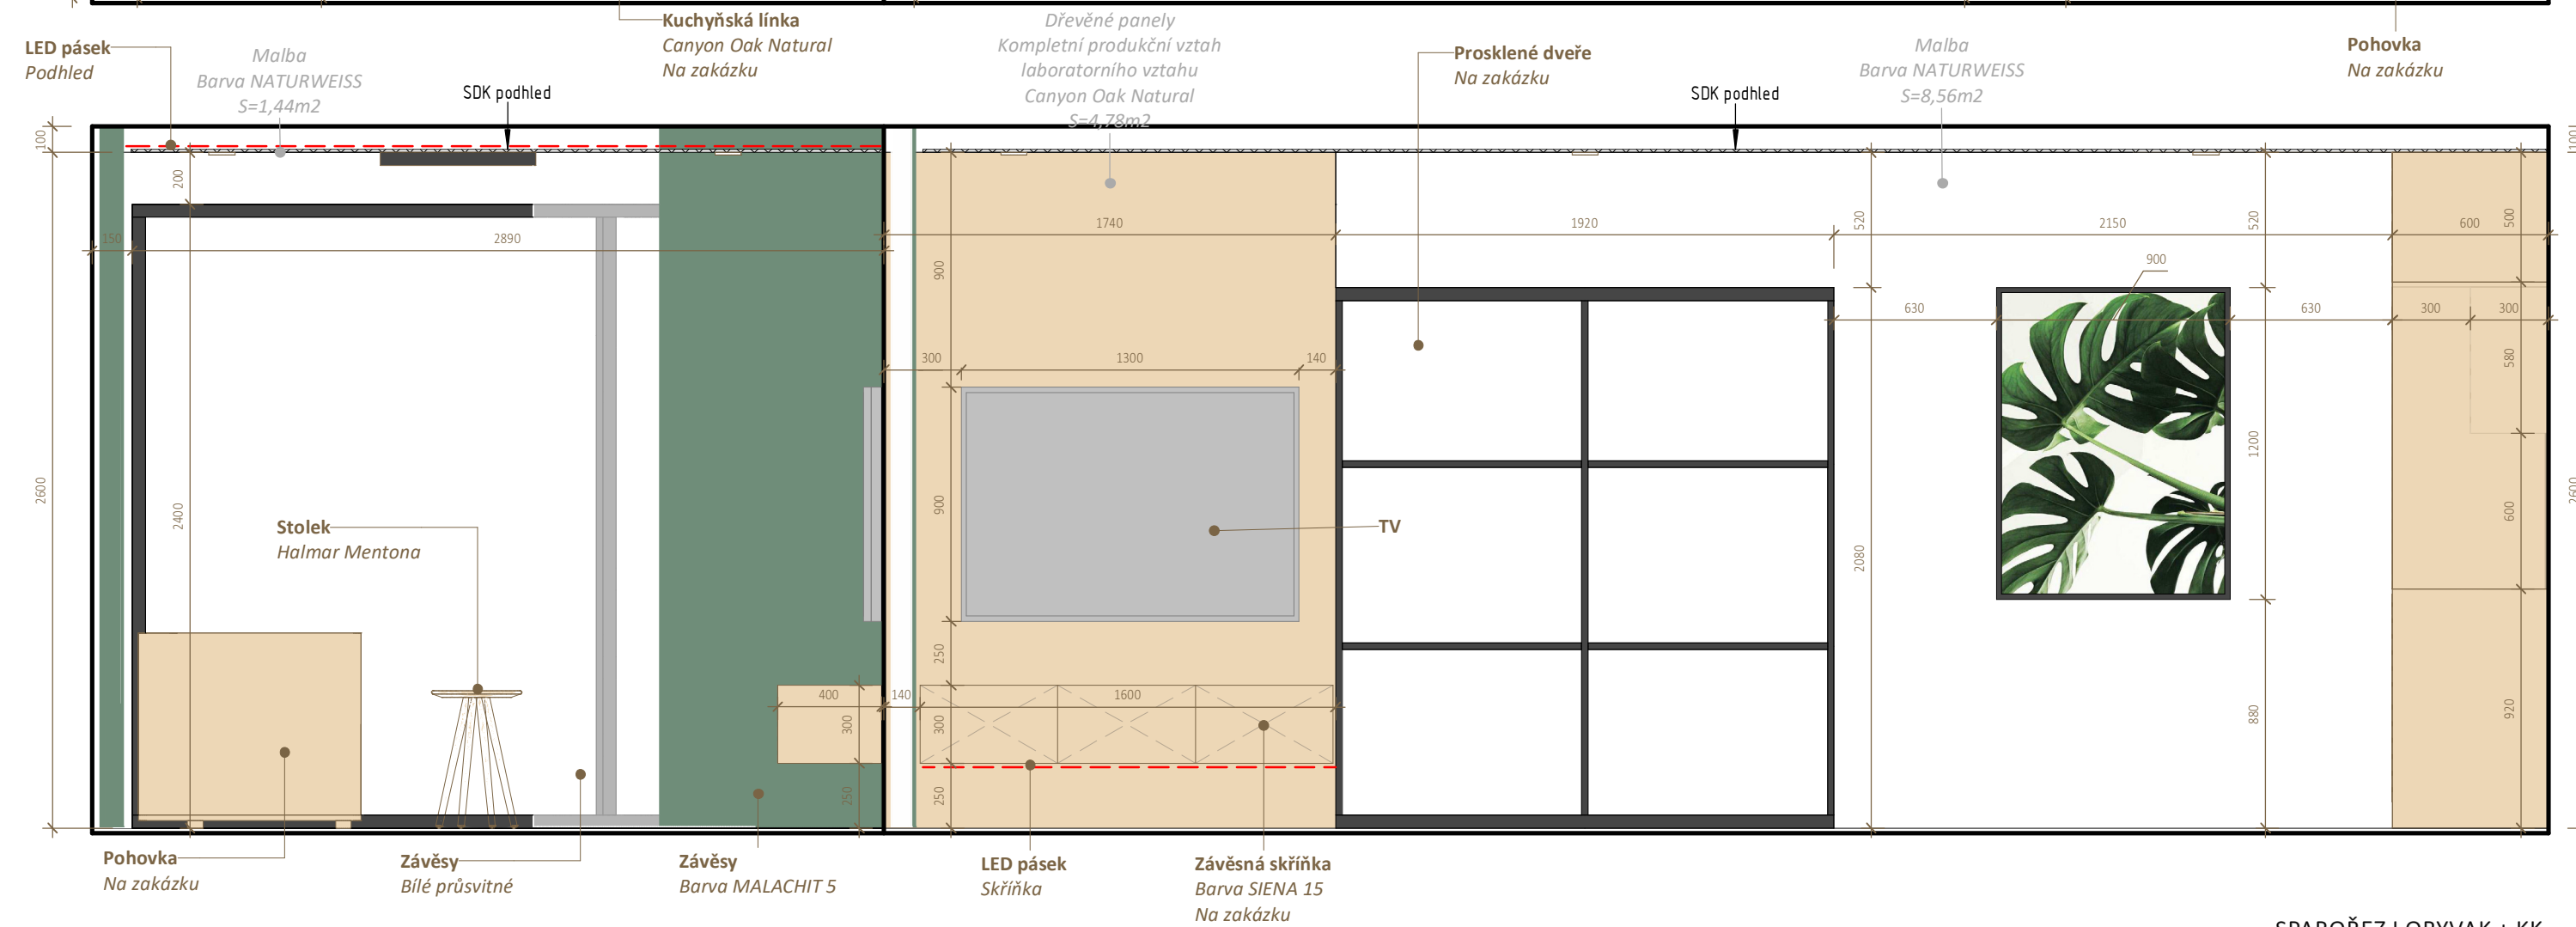 Kuchyňská línka
Canyon Oak Natural
Na zakázku
Dřevěné panely
Kompletní produkční vztah
laboratorního vztahu
Canyon Oak Natural
S=4,78m2
LED pásek
Podhled
Malba
Barva NATURWEISS
S=1,44m2
SDK podhled
Prosklené dveře
Na zakázku
SDK podhled
Malba
Barva NATURWEISS
S=8,56m2
Pohovka
Na zakázku
100
200
150
2890
2600
2400
1740
1920
520
2150
520
600
500
900
900
630
630
300
300
580
300
1300
140
900
1200
600
2080
250
400
140
1600
300
300
250
250
880
920
100
2600
Stolek
Halmar Mentona
TV
Pohovka
Na zakázku
Závěsy
Bílé průsvitné
Závěsy
Barva MALACHIT 5
LED pásek
Skříňka
Závěsná skříňka
Barva SIENA 15
Na zakázku